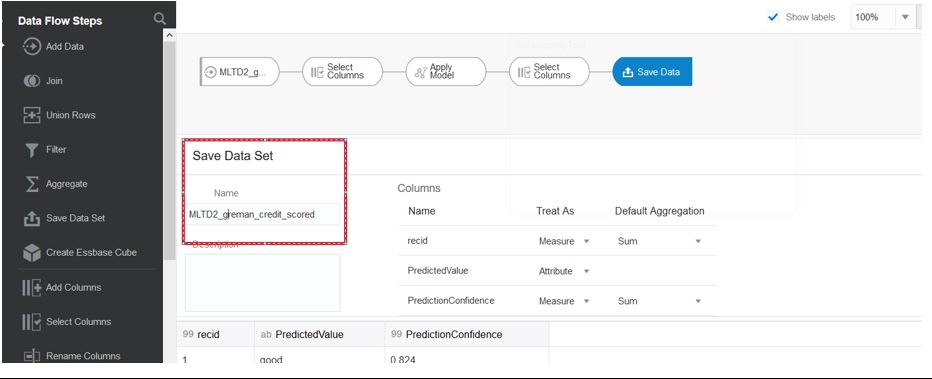 Data Flow Steps
Show labels
100%
Add Data
Join
Union Rows
Filter
Aggregate
Save Data Set
Create Essbase Cube
Add Columns
Select Columns
Rename Columns
MLTD2_g...
Select
Columns
Apply
Model
Select
Columns
Save Data
Save Data Set
Name
MLTD2_greman_credit_scored
Description
Columns
Name Treat As Default Aggregation
recid Measure Sum
PredictedValue Attribute
PredictionConfidence Measure Sum
99 recid ab PredictedValue 99 PredictionConfidence
1 good 0.824